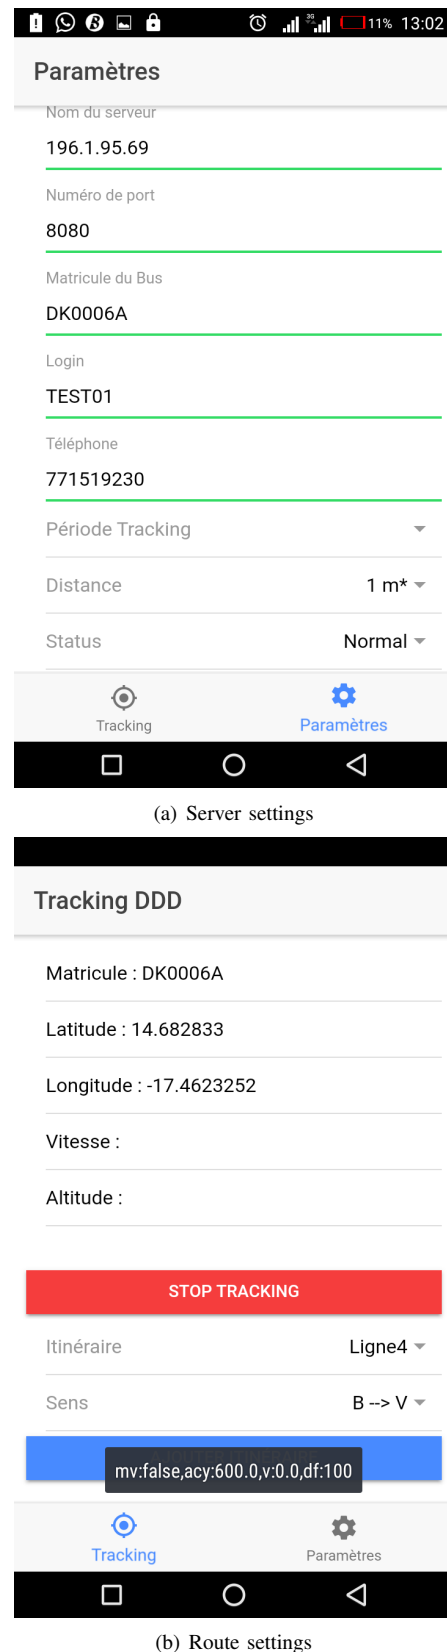 3G 11% 13:02
Paramètres
Nom du serveur
196.1.95.69
Numéro de port
8080
Matricule du Bus
DK0006A
Login
TEST01
Téléphone
771519230
Période Tracking
Distance 1 m*
Status Normal
Tracking Paramètres
(a) Server settings
Tracking DDD
Matricule : DK0006A
Latitude : 14.682833
Longitude : -17.4623252
Vitesse :
Altitude :
STOP TRACKING
Itinéraire Ligne4
Sens B --> V
mv:false,acy:600.0,v:0.0,df:100
Tracking Paramètres
(b) Route settings